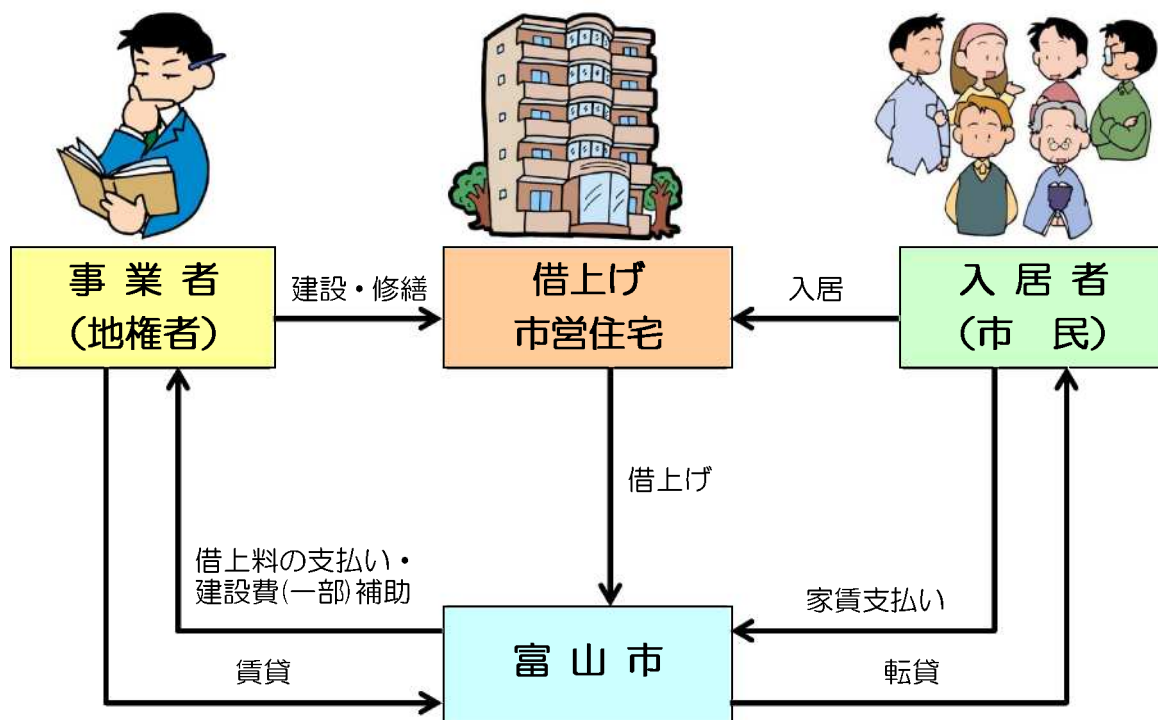 事業者
(地権者)
建設・修繕
借上げ
市営住宅
入居
入居者
(市 民)
借上げ
借上料の支払い・
建設費(一部)補助
家賃支払い
富山市
賃貸
転貸